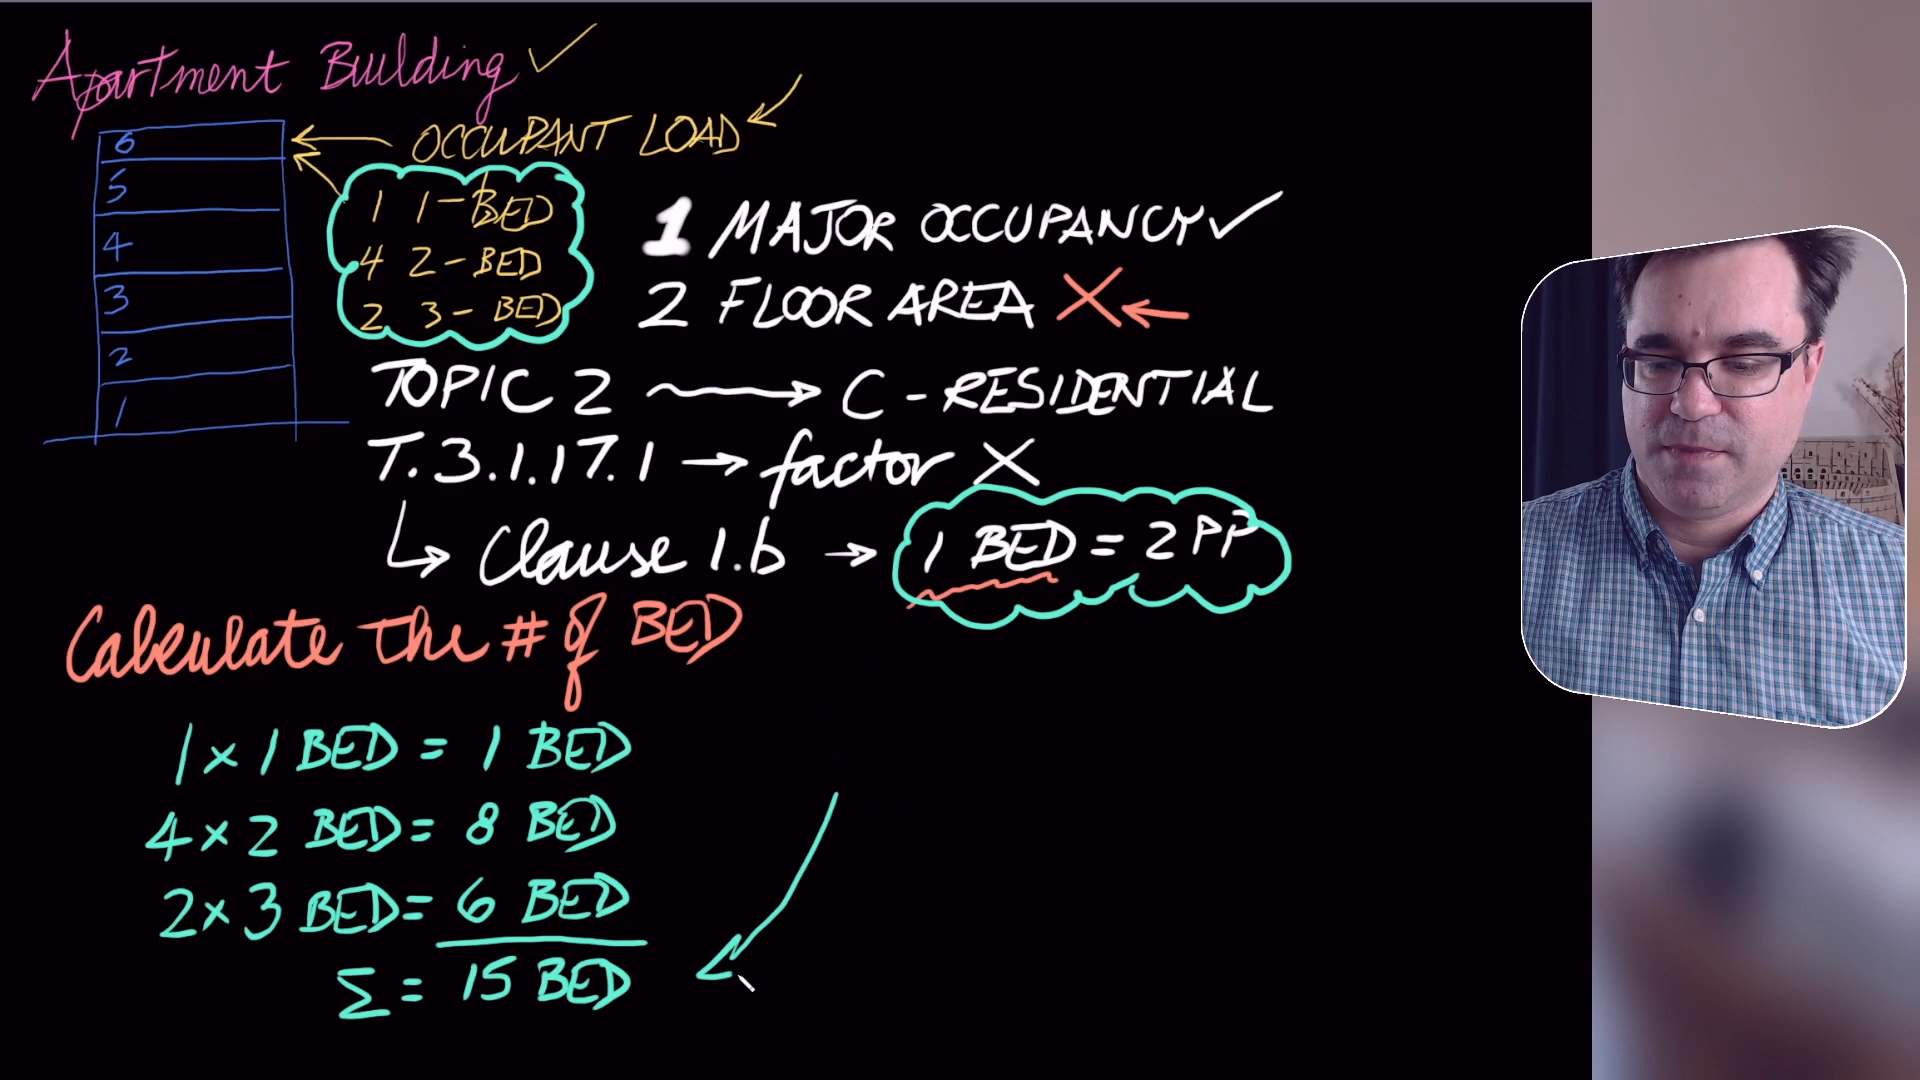 Apartment Building
6
OCCUPANT LOAD
5
1 1-BED
1 MAJOR OCCUPANCY
4
4 2-BED
3
2 3-BED
2 FLOOR AREA X
2
TOPIC 2 → C - RESIDENTIAL
1
T.3.1.17.1 → factor X
Clause 1.b → 1 BED = 2 PP
Calculate the # of BED
1 x 1 BED = 1 BED
4 x 2 BED = 8 BED
2 x 3 BED = 6 BED
Σ = 15 BED